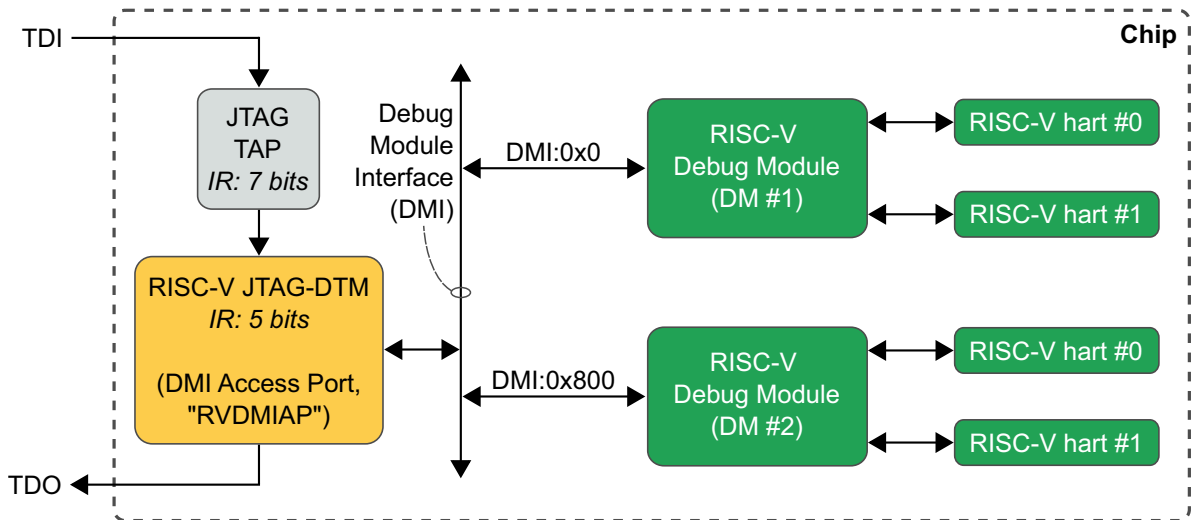 Chip
TDI
JTAG
TAP
IR: 7 bits
RISC-V JTAG-DTM
IR: 5 bits
(DMI Access Port,
"RVDMIAP")
TDO
Debug
Module
Interface
(DMI)
DMI:0x0
RISC-V
Debug Module
(DM #1)
RISC-V hart #0
RISC-V hart #1
DMI:0x800
RISC-V
Debug Module
(DM #2)
RISC-V hart #0
RISC-V hart #1